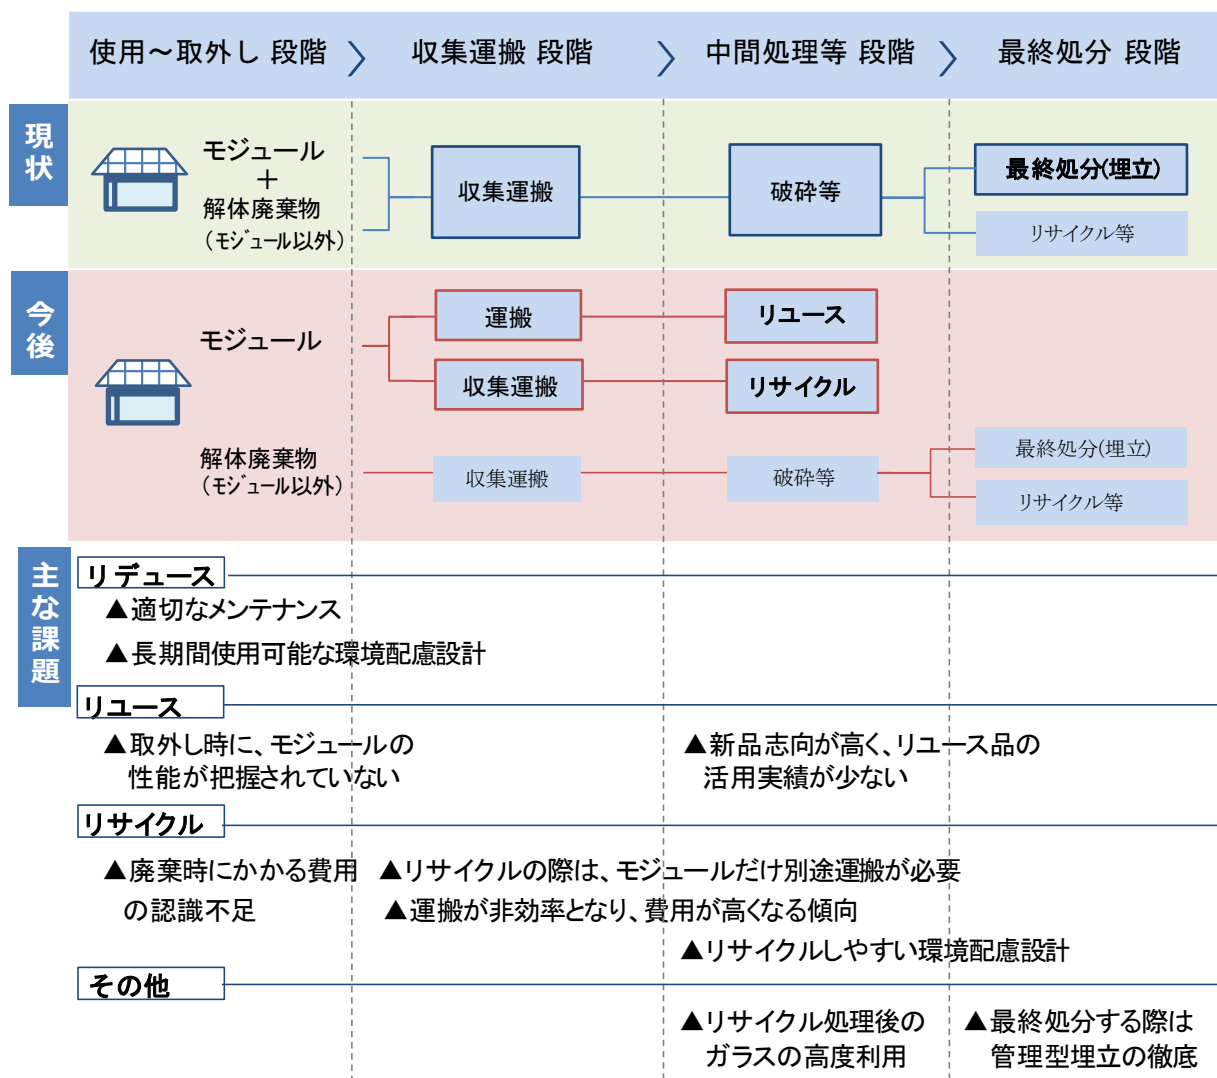 使用～取外し 段階
収集運搬 段階
中間処理等 段階
最終処分 段階
現状
モジュール
＋
解体廃棄物
（モジュール以外）
収集運搬
破砕等
最終処分(埋立)
リサイクル等
今後
モジュール
運搬
リユース
収集運搬
リサイクル
解体廃棄物
（モジュール以外）
収集運搬
破砕等
最終処分(埋立)
リサイクル等
主な課題
リデュース
▲適切なメンテナンス
▲長期間使用可能な環境配慮設計
リユース
▲取外し時に、モジュールの
性能が把握されていない
▲新品志向が高く、リユース品の
活用実績が少ない
リサイクル
▲廃棄時にかかる費用
の認識不足
▲リサイクルの際は、モジュールだけ別途運搬が必要
▲運搬が非効率となり、費用が高くなる傾向
▲リサイクルしやすい環境配慮設計
その他
▲リサイクル処理後の
ガラスの高度利用
▲最終処分する際は
管理型埋立の徹底